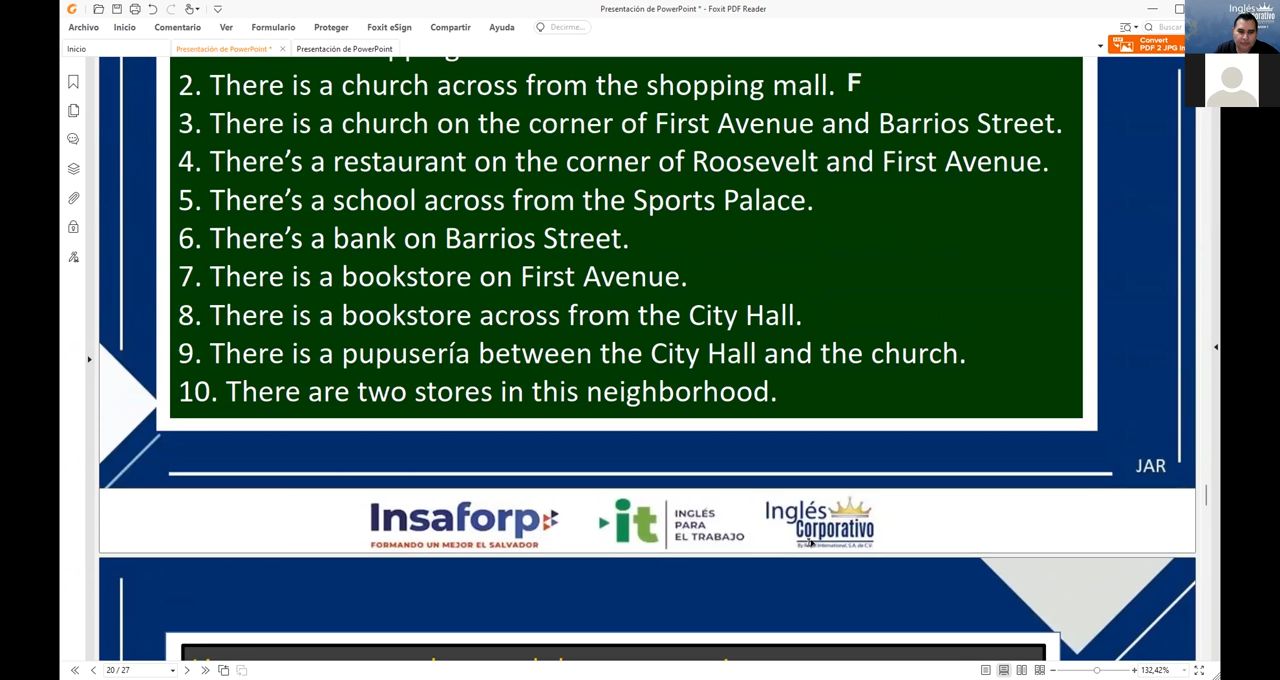 Presentación de PowerPoint * - Foxit PDF Reader
Archivo Inicio Comentario Ver Formulario Proteger Foxit eSign Compartir Ayuda Decirme... Buscar
Inicio Presentación de PowerPoint * Presentación de PowerPoint
Convert
PDF 2 JPG in
Inglés
2. There is a church across from the shopping mall. F
3. There is a church on the corner of First Avenue and Barrios Street.
4. There’s a restaurant on the corner of Roosevelt and First Avenue.
5. There’s a school across from the Sports Palace.
6. There’s a bank on Barrios Street.
7. There is a bookstore on First Avenue.
8. There is a bookstore across from the City Hall.
9. There is a pupusería between the City Hall and the church.
10. There are two stores in this neighborhood.
JAR
Insaforp
FORMANDO UN MEJOR EL SALVADOR
it
INGLÉS
PARA
EL TRABAJO
Inglés
Corporativo
20 / 27
132,42%